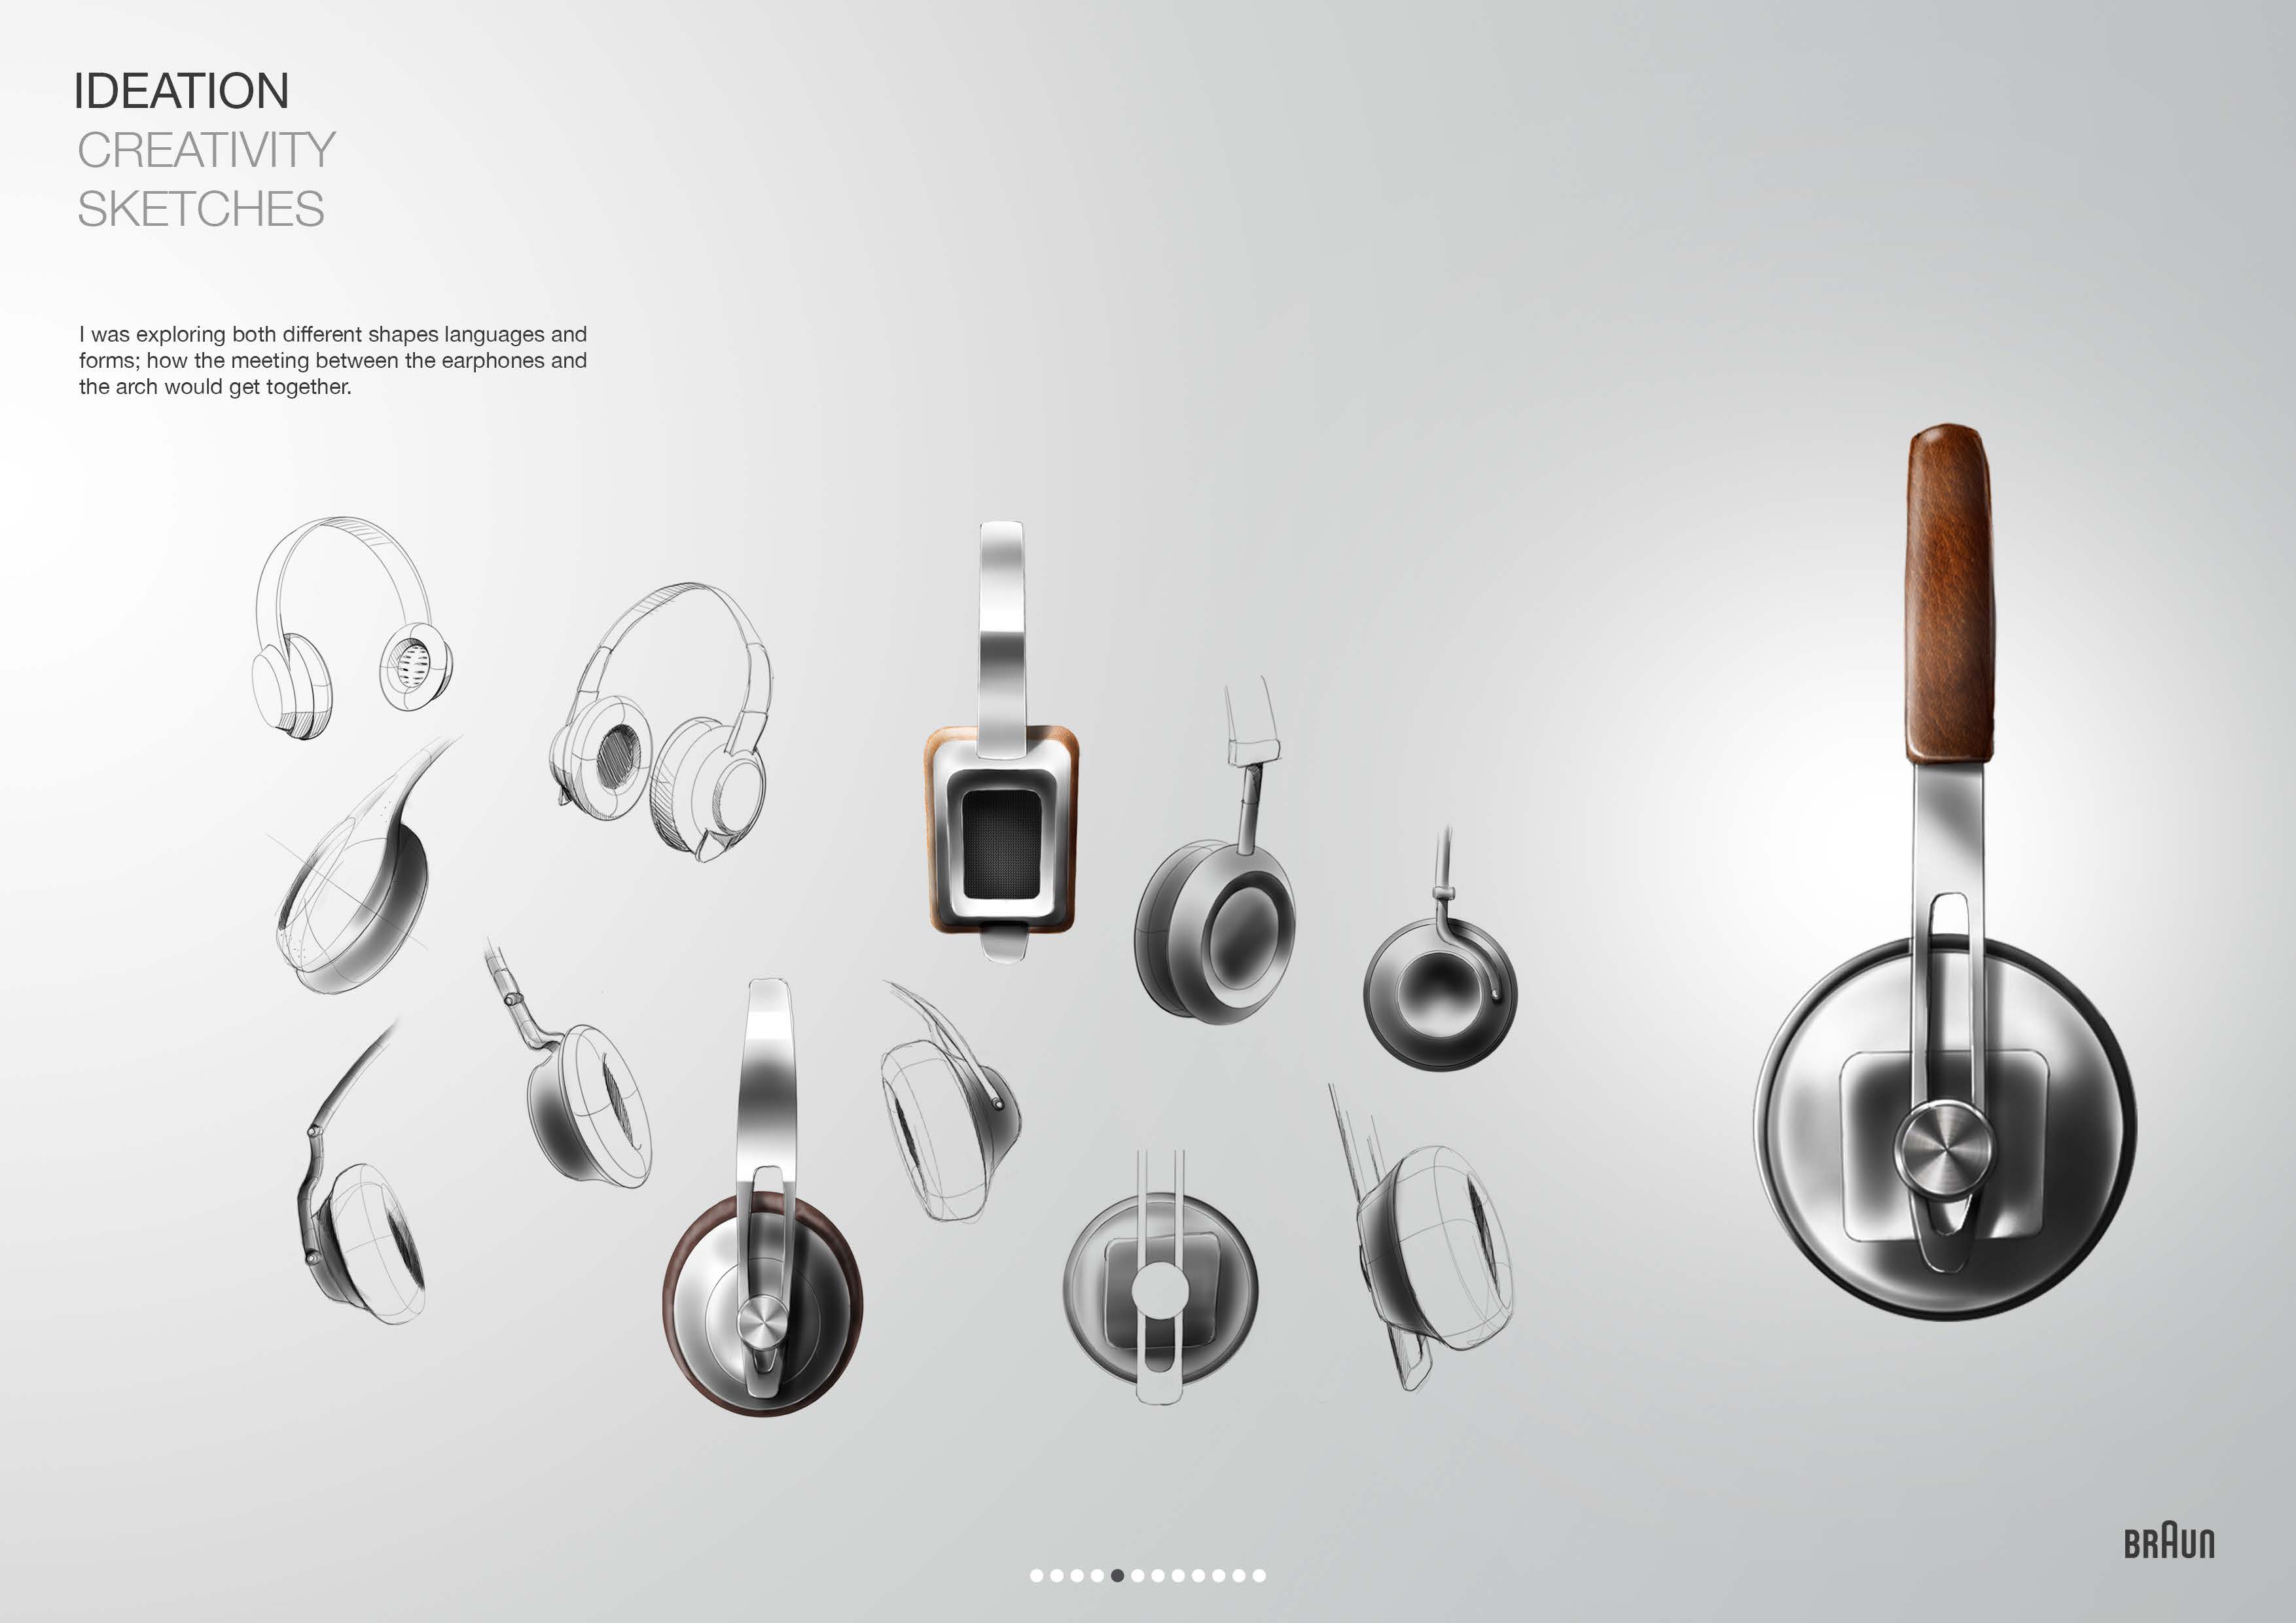 IDEATION
CREATIVITY
SKETCHES
I was exploring both different shapes languages and
forms; how the meeting between the earphones and
the arch would get together.
BRAUN